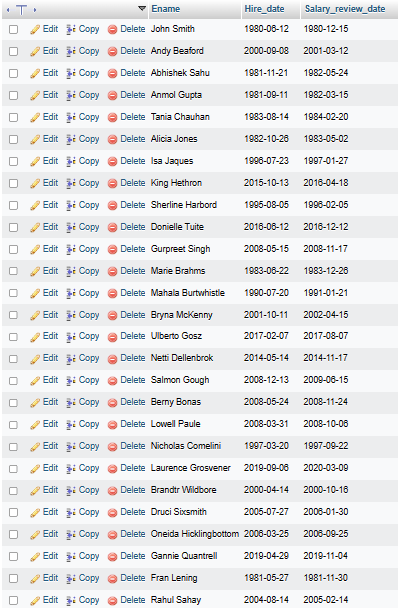 Ename Hire_date Salary_review_date
Edit Copy Delete John Smith 1980-06-12 1980-12-15
Edit Copy Delete Andy Beaford 2000-09-08 2001-03-12
Edit Copy Delete Abhishek Sahu 1981-11-21 1982-05-24
Edit Copy Delete Anmol Gupta 1981-09-11 1982-03-15
Edit Copy Delete Tania Chauhan 1983-08-14 1984-02-20
Edit Copy Delete Alicia Jones 1982-10-26 1983-05-02
Edit Copy Delete Isa Jaques 1996-07-23 1997-01-27
Edit Copy Delete King Hethron 2015-10-13 2016-04-18
Edit Copy Delete Sherline Harbord 1995-08-05 1996-02-05
Edit Copy Delete Donielle Tuite 2016-06-12 2016-12-12
Edit Copy Delete Gurpreet Singh 2008-05-15 2008-11-17
Edit Copy Delete Marie Brahms 1983-06-22 1983-12-26
Edit Copy Delete Mahala Burtwhistle 1990-07-20 1991-01-21
Edit Copy Delete Bryna McKenny 2001-10-11 2002-04-15
Edit Copy Delete Ulberto Gosz 2017-02-07 2017-08-07
Edit Copy Delete Netti Dellenbrok 2014-05-14 2014-11-17
Edit Copy Delete Salmon Gough 2008-12-13 2009-06-15
Edit Copy Delete Berny Bonas 2008-05-24 2008-11-24
Edit Copy Delete Lowell Paule 2008-03-31 2008-10-06
Edit Copy Delete Nicholas Comelini 1997-03-20 1997-09-22
Edit Copy Delete Laurence Grosvener 2019-09-06 2020-03-09
Edit Copy Delete Brandtr Wildbore 2000-04-14 2000-10-16
Edit Copy Delete Druci Sixsmith 2005-07-27 2006-01-30
Edit Copy Delete Oneida Hicklingbottom 2006-03-25 2006-09-25
Edit Copy Delete Gannie Quantrell 2019-04-29 2019-11-04
Edit Copy Delete Fran Lening 1981-05-27 1981-11-30
Edit Copy Delete Rahul Sahay 2004-08-14 2005-02-14